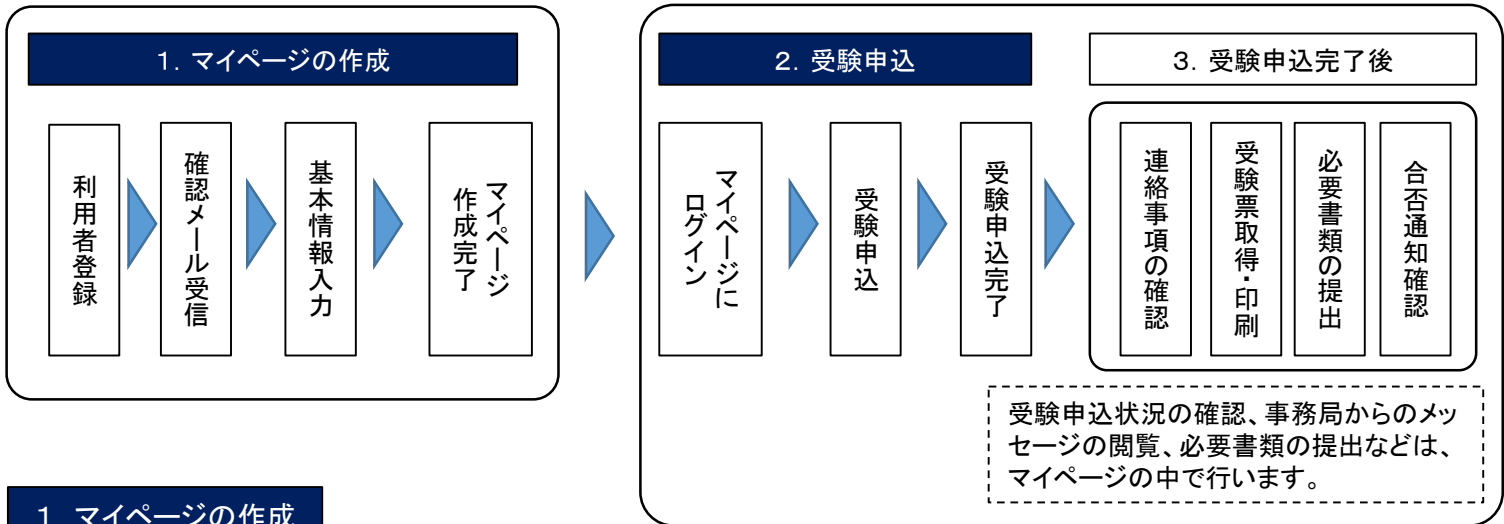 1．マイページの作成
利用者登録
確認メール受信
基本情報入力
マイページ
作成完了
2．受験申込
マイページに
ログイン
受験申込
受験申込完了
3．受験申込完了後
連絡事項の確認
受験票取得・印刷
必要書類の提出
合否通知確認
受験申込状況の確認、事務局からのメッ
セージの閲覧、必要書類の提出などは、
マイページの中で行います。
1．マイページの作成